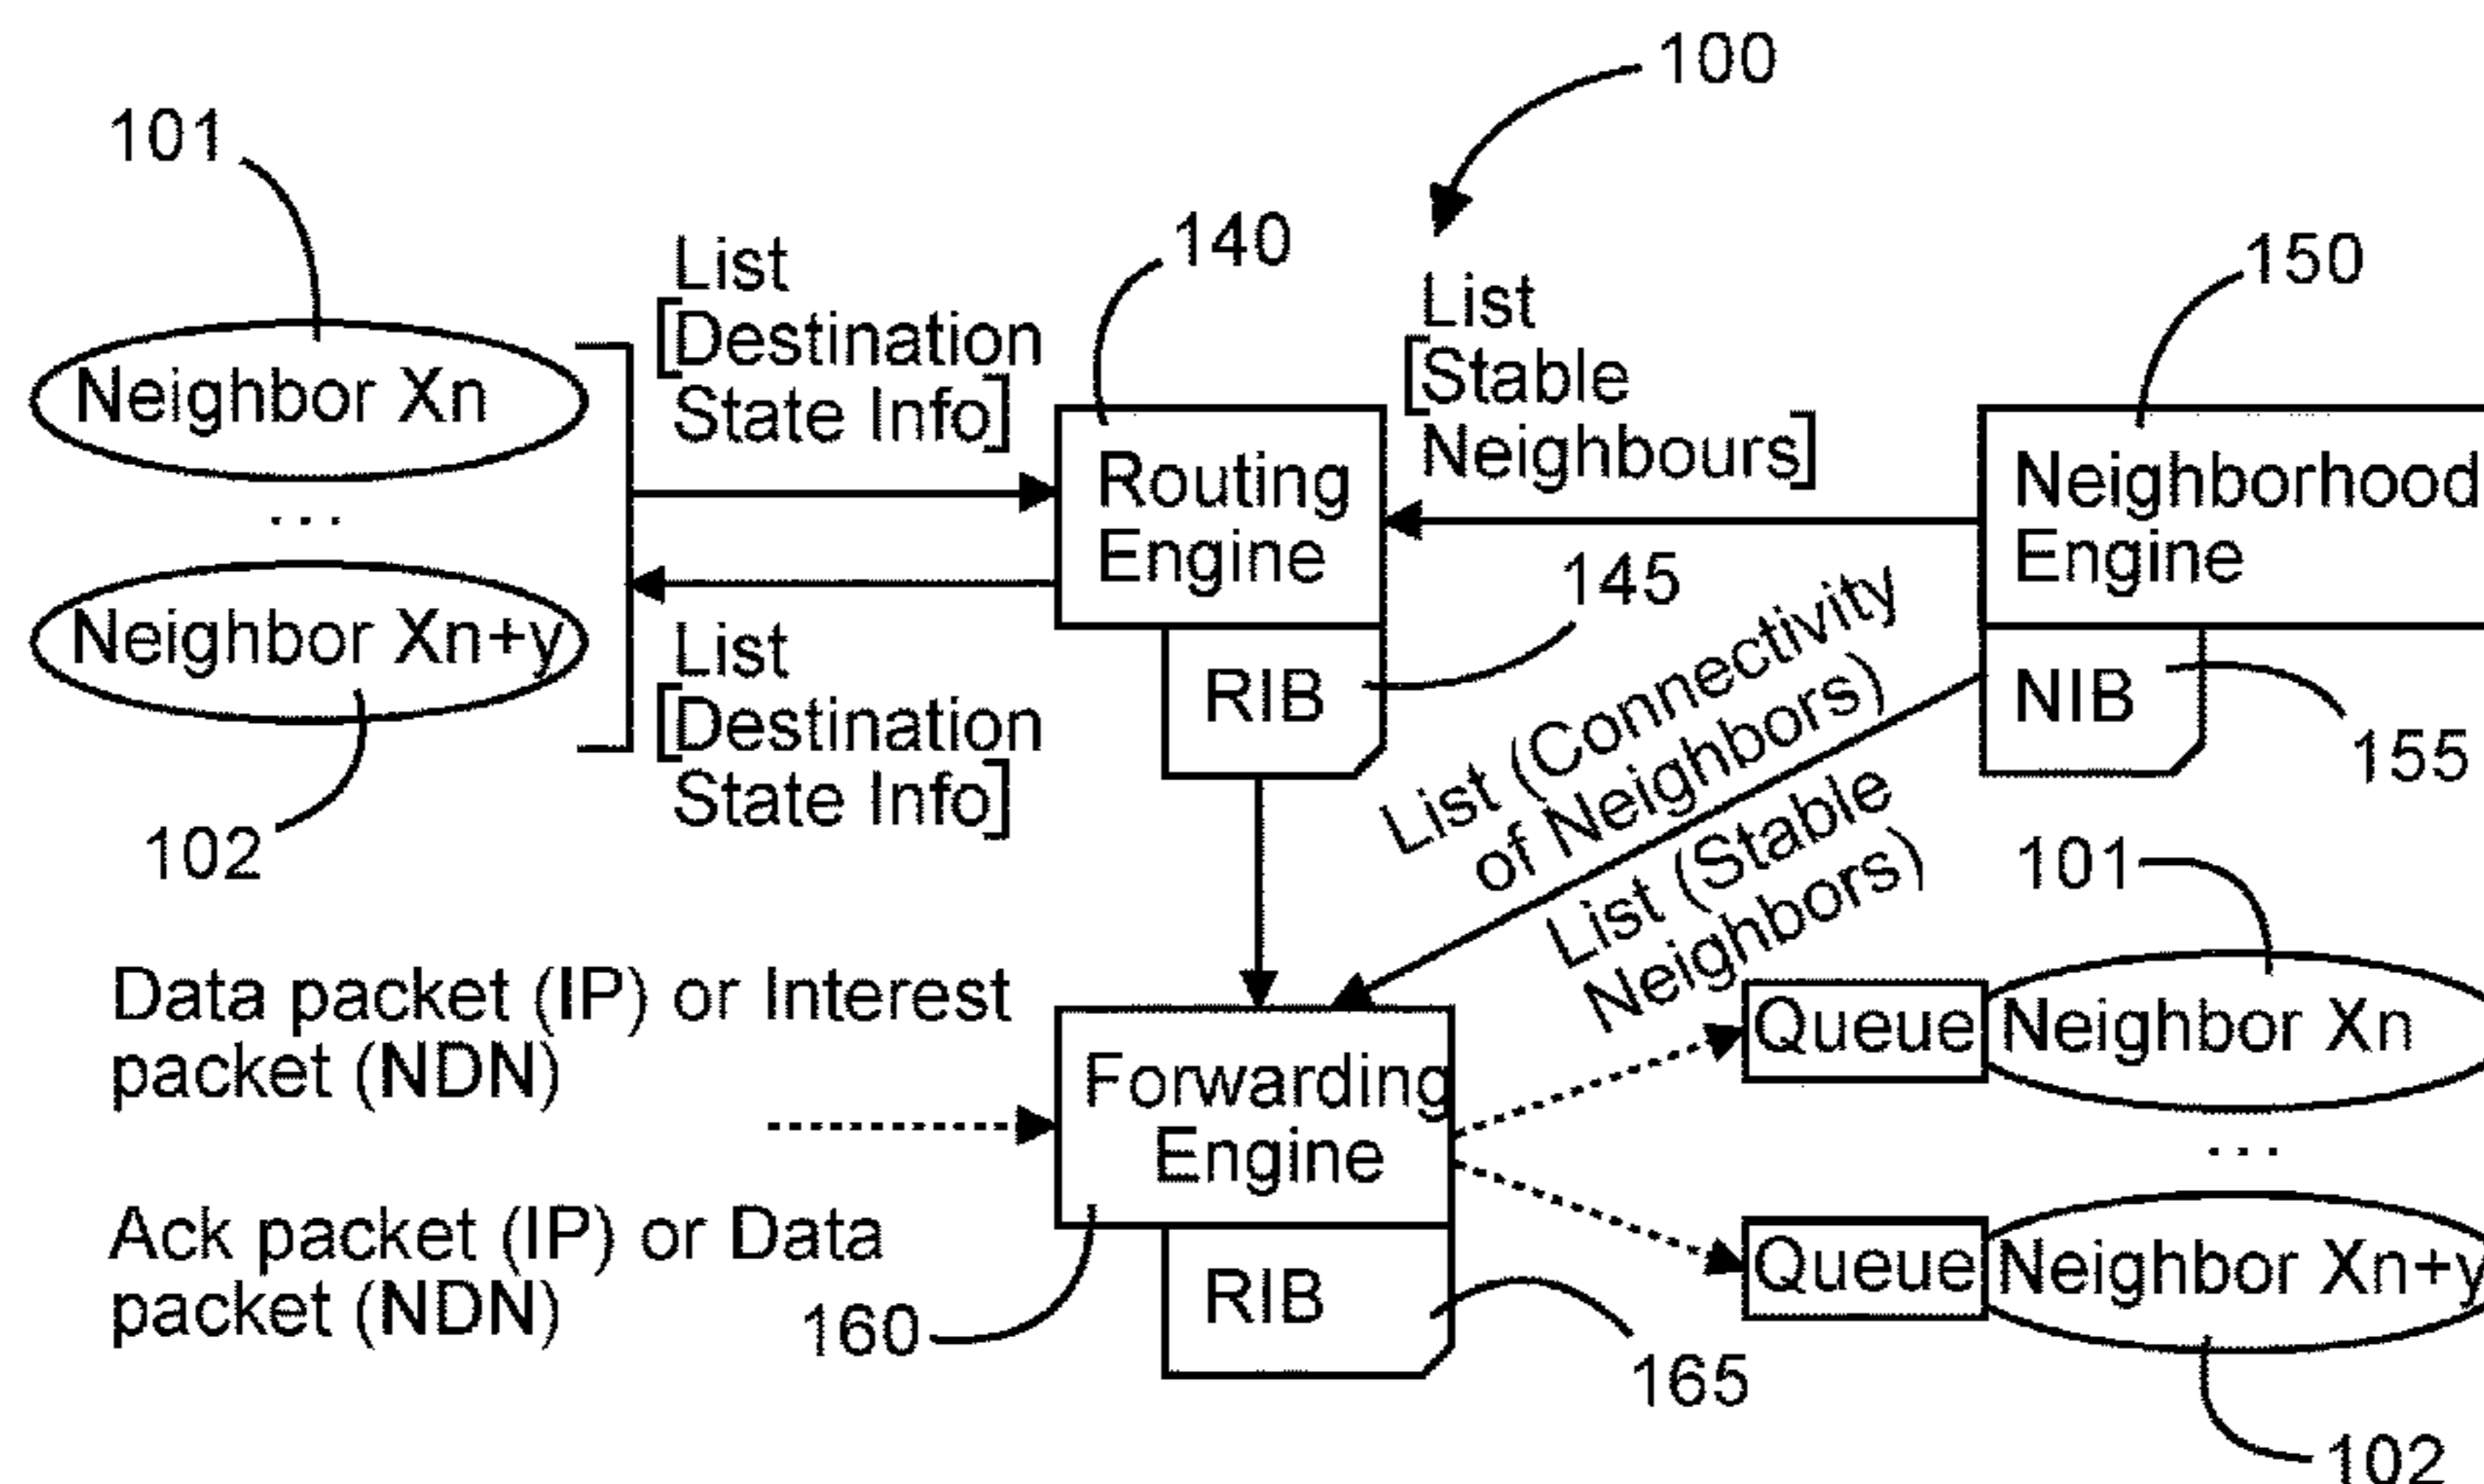 100
101
140
150
List
[Destination
State Info]
List
[Stable
Neighbours]
Neighbor Xn
...
Neighbor Xn+y
Routing
Engine
Neighborhood
Engine
145
RIB
NIB
155
List
[Destination
State Info]
102
List (Connectivity
of Neighbors)
List (Stable
Neighbors)
101
Data packet (IP) or Interest
packet (NDN)
Forwarding
Engine
Queue
Neighbor Xn
...
Ack packet (IP) or Data
packet (NDN)
160
RIB
165
Queue
Neighbor Xn+y
102